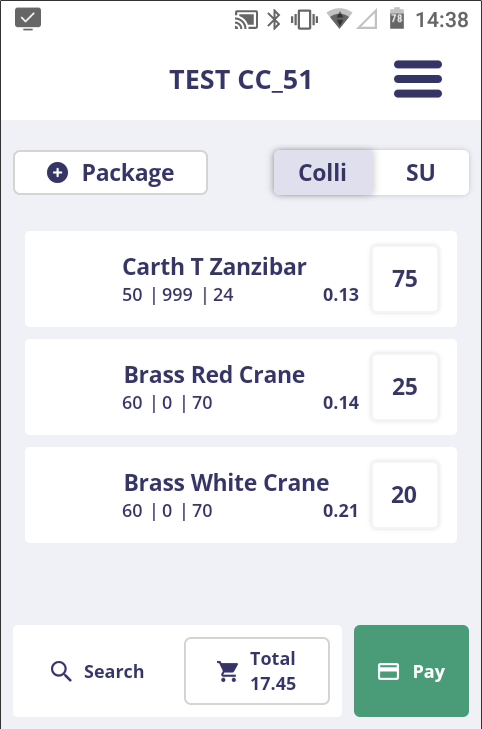 78 14:38
TEST CC_51
Package Colli SU
Carth T Zanzibar
50 | 999 | 24 0.13 75
Brass Red Crane
60 | 0 | 70 0.14 25
Brass White Crane
60 | 0 | 70 0.21 20
Search Total 17.45 Pay